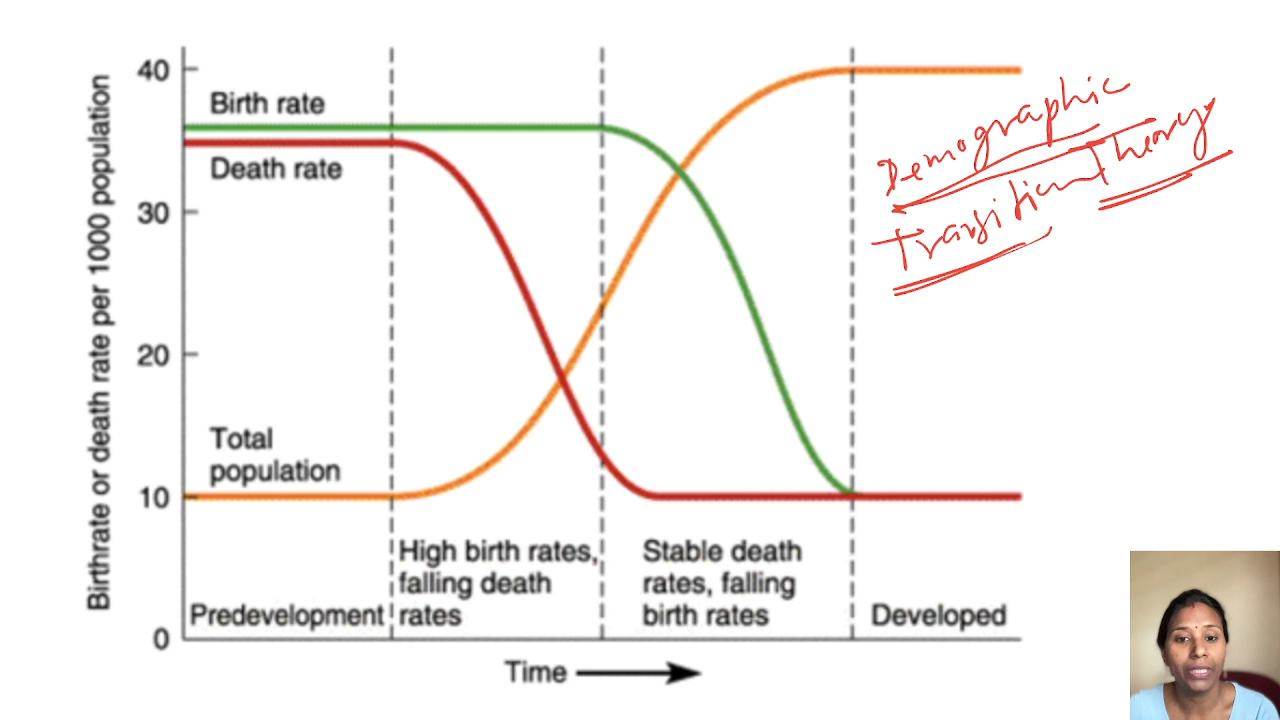 Birthrate or death rate per 1000 population
40
30
20
10
0
Birth rate
Death rate
Total
population
Predevelopment
High birth rates,
falling death
rates
Stable death
rates, falling
birth rates
Developed
Time
Demographic
Transition Theory